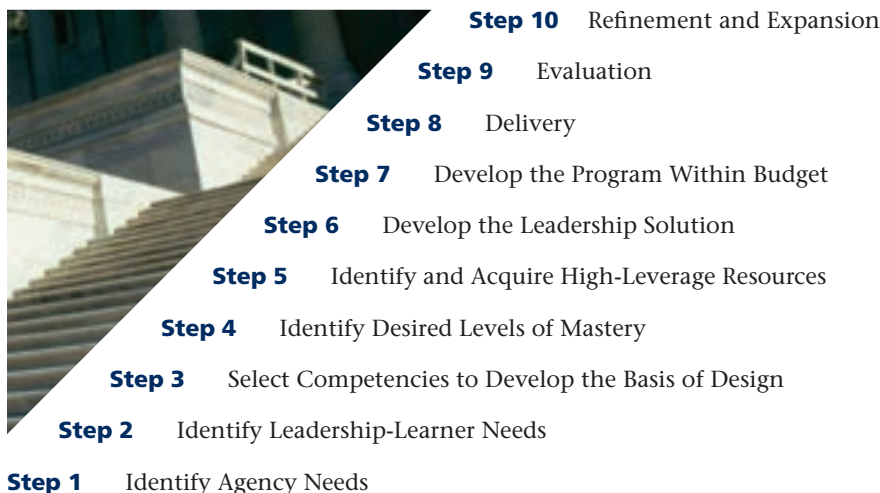 Step 10 Refinement and Expansion
Step 9 Evaluation
Step 8 Delivery
Step 7 Develop the Program Within Budget
Step 6 Develop the Leadership Solution
Step 5 Identify and Acquire High-Leverage Resources
Step 4 Identify Desired Levels of Mastery
Step 3 Select Competencies to Develop the Basis of Design
Step 2 Identify Leadership-Learner Needs
Step 1 Identify Agency Needs